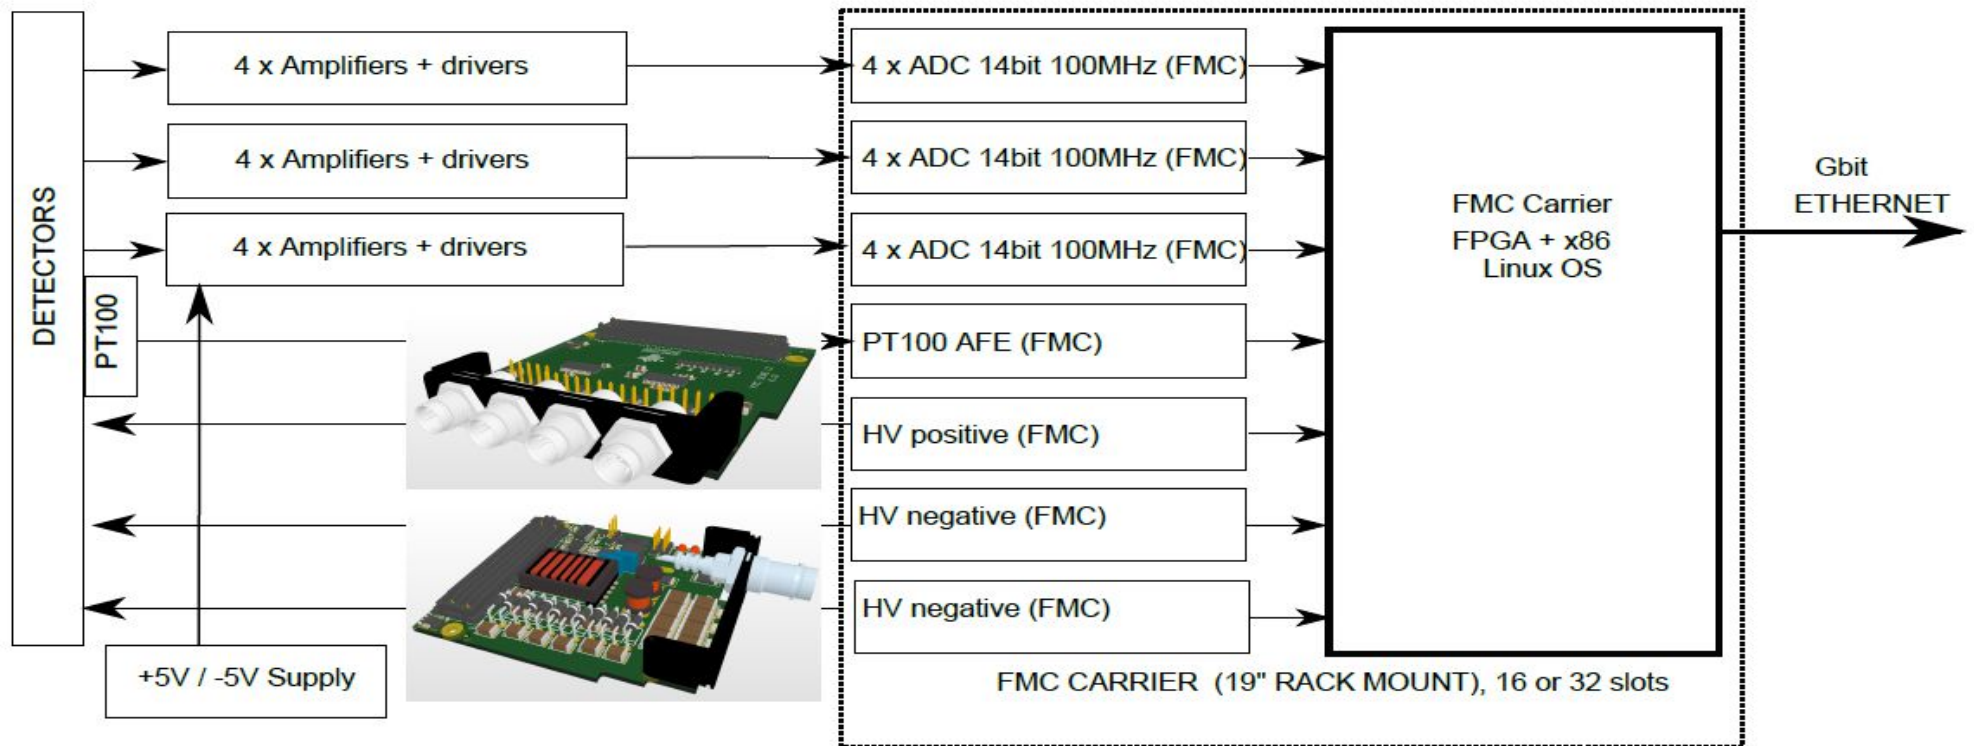 DETECTORS
PT100
4 x Amplifiers + drivers
4 x Amplifiers + drivers
4 x Amplifiers + drivers
+5V / -5V Supply
4 x ADC 14bit 100MHz (FMC)
4 x ADC 14bit 100MHz (FMC)
4 x ADC 14bit 100MHz (FMC)
PT100 AFE (FMC)
HV positive (FMC)
HV negative (FMC)
HV negative (FMC)
FMC Carrier
FPGA + x86
Linux OS
FMC CARRIER (19" RACK MOUNT), 16 or 32 slots
Gbit
ETHERNET